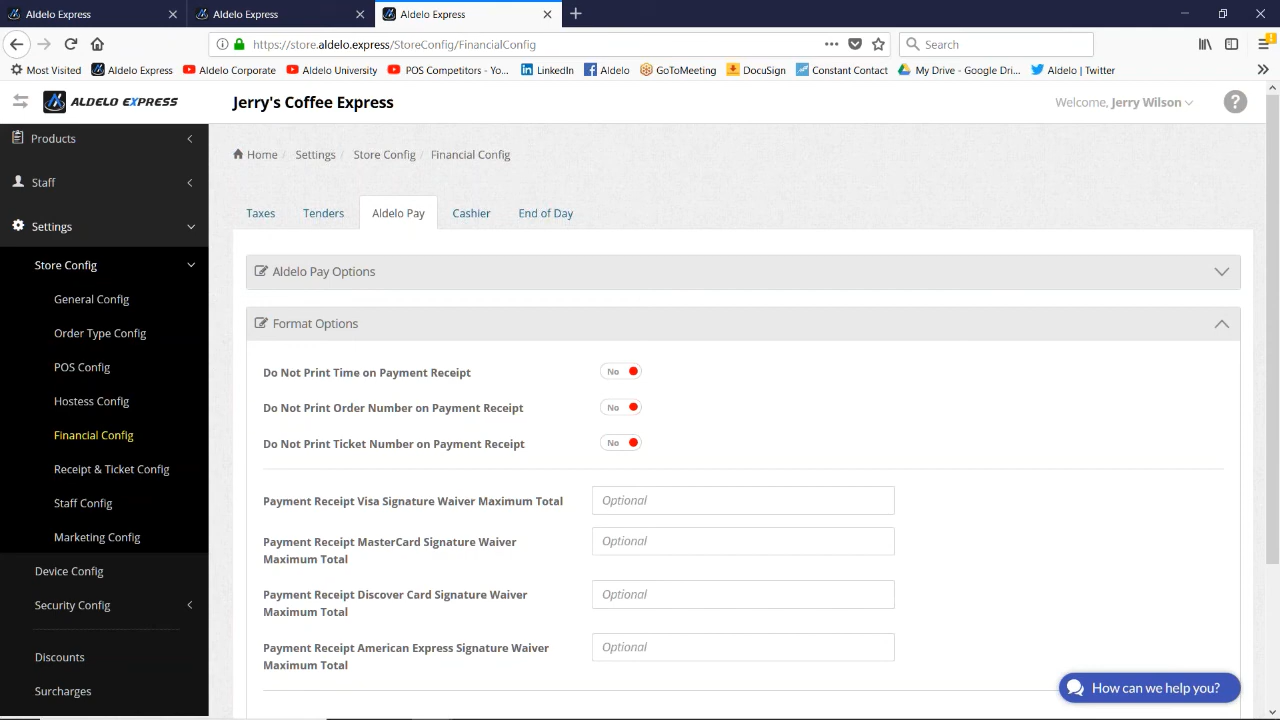 Aldelo Express
Aldelo Express
Aldelo Express
https://store.aldelo.express/StoreConfig/FinancialConfig
Search
Most Visited
Aldelo Express
Aldelo Corporate
Aldelo University
POS Competitors - Yo...
LinkedIn
Aldelo
GoToMeeting
DocuSign
Constant Contact
My Drive - Google Dri...
Aldelo | Twitter
ALDELO EXPRESS
Jerry's Coffee Express
Welcome, Jerry Wilson
?
Products
Staff
Settings
Store Config
General Config
Order Type Config
POS Config
Hostess Config
Financial Config
Receipt & Ticket Config
Staff Config
Marketing Config
Device Config
Security Config
Discounts
Surcharges
Home / Settings / Store Config / Financial Config
Taxes
Tenders
Aldelo Pay
Cashier
End of Day
Aldelo Pay Options
Format Options
Do Not Print Time on Payment Receipt
No
Do Not Print Order Number on Payment Receipt
No
Do Not Print Ticket Number on Payment Receipt
No
Payment Receipt Visa Signature Waiver Maximum Total
Optional
Payment Receipt MasterCard Signature Waiver
Maximum Total
Optional
Payment Receipt Discover Card Signature Waiver
Maximum Total
Optional
Payment Receipt American Express Signature Waiver
Maximum Total
Optional
How can we help you?